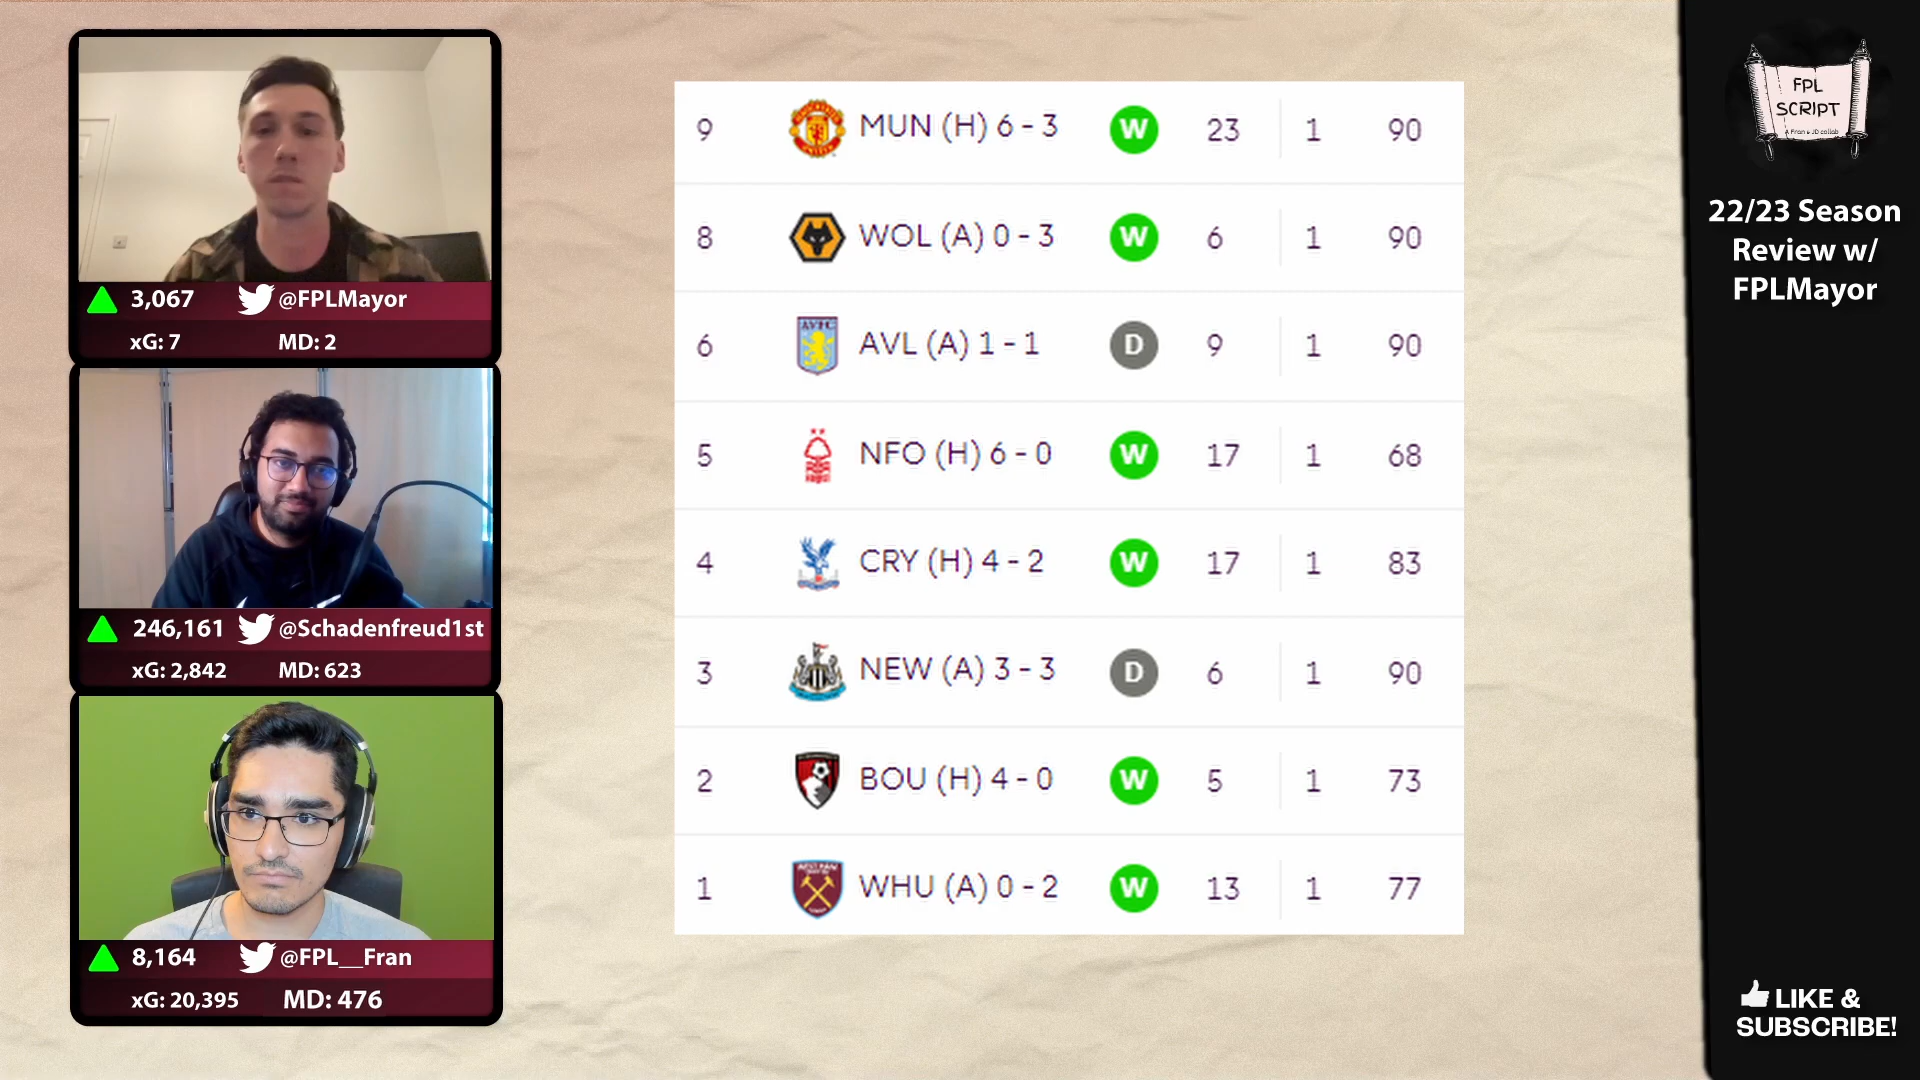 3,067 @FPLMayor
xG: 7 MD: 2
246,161 @Schadenfreud1st
xG: 2,842 MD: 623
8,164 @FPL__Fran
xG: 20,395 MD: 476
9 MUN (H) 6 - 3 W 23 1 90
8 WOL (A) 0 - 3 W 6 1 90
6 AVL (A) 1 - 1 D 9 1 90
5 NFO (H) 6 - 0 W 17 1 68
4 CRY (H) 4 - 2 W 17 1 83
3 NEW (A) 3 - 3 D 6 1 90
2 BOU (H) 4 - 0 W 5 1 73
1 WHU (A) 0 - 2 W 13 1 77
FPL
SCRIPT
A Fran & JD collab
22/23 Season
Review w/
FPLMayor
LIKE &
SUBSCRIBE!